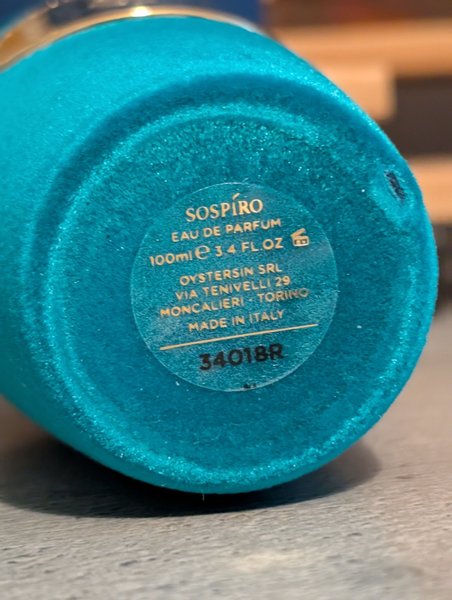 SOSPÍRO
EAU DE PARFUM
100ml ℮ 3.4 FL.OZ
OYSTERSIN SRL
VIA TENIVELLI 29
MONCALIERI - TORINO
MADE IN ITALY
34018R